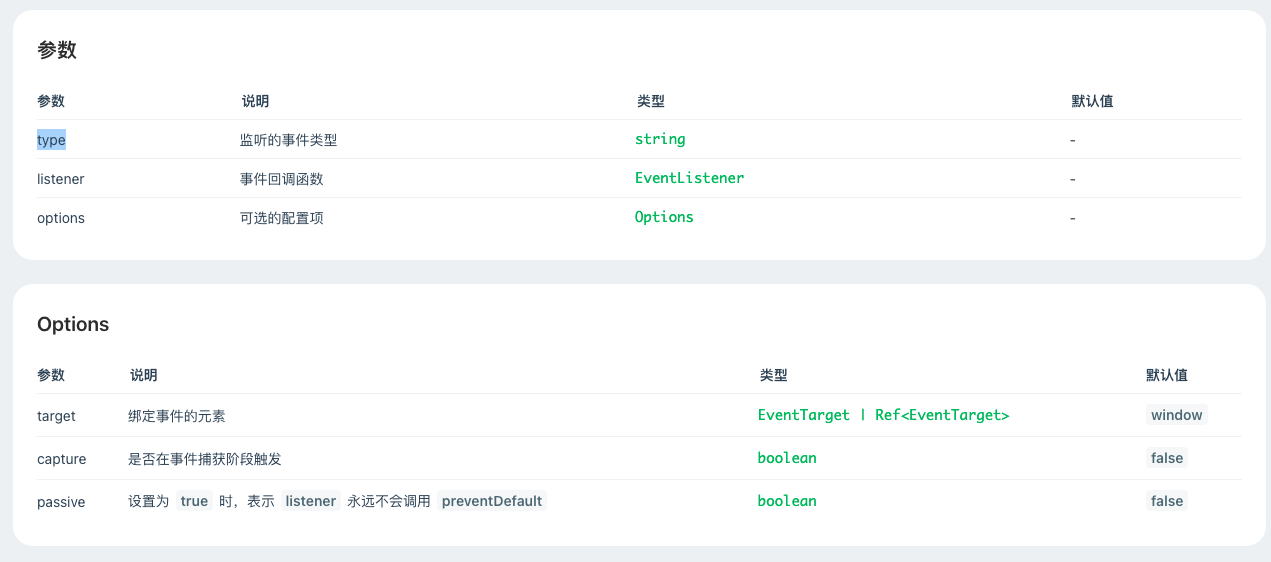 参数
参数 说明 类型 默认值
type 监听的事件类型 string -
listener 事件回调函数 EventListener -
options 可选的配置项 Options -
Options
参数 说明 类型 默认值
target 绑定事件的元素 EventTarget | Ref<EventTarget> window
capture 是否在事件捕获阶段触发 boolean false
passive 设置为 true 时，表示 listener 永远不会调用 preventDefault boolean false